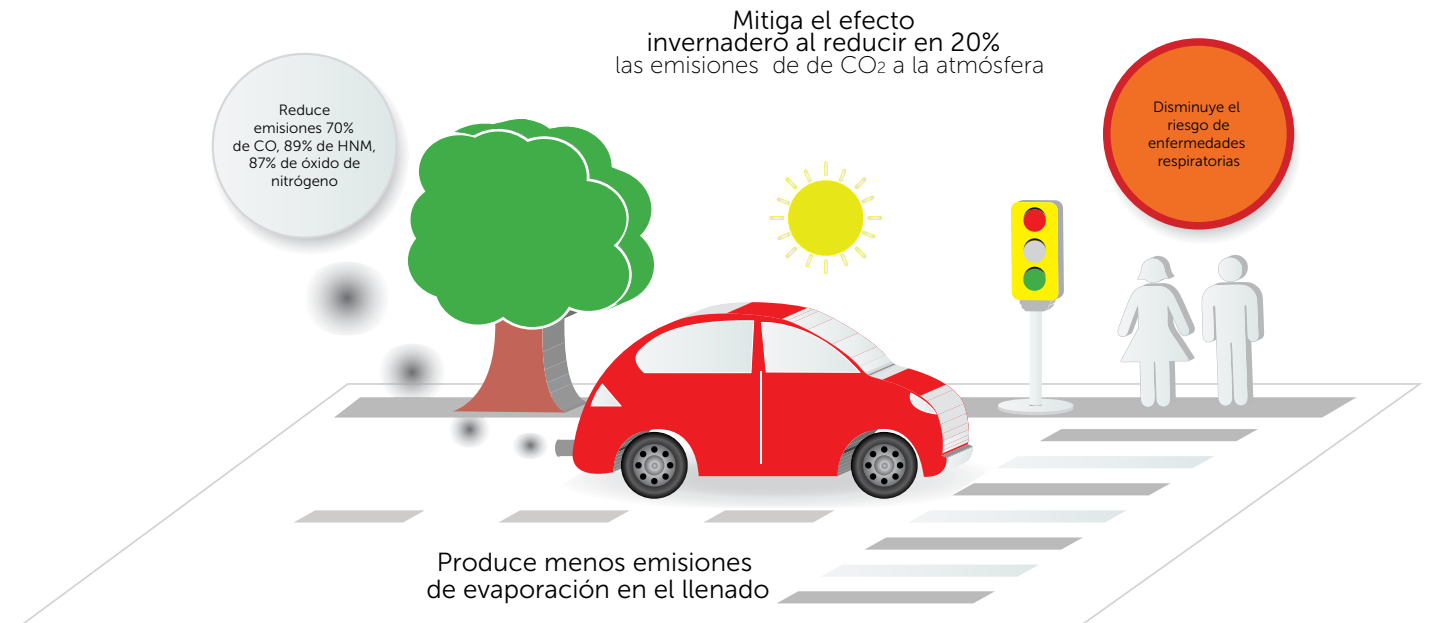 Mitiga el efecto
invernadero al reducir en 20%
las emisiones de de CO2 a la atmósfera
Reduce
emisiones 70%
de CO, 89% de HNM,
87% de óxido de
nitrógeno
Disminuye el
riesgo de
enfermedades
respiratorias
Produce menos emisiones
de evaporación en el llenado